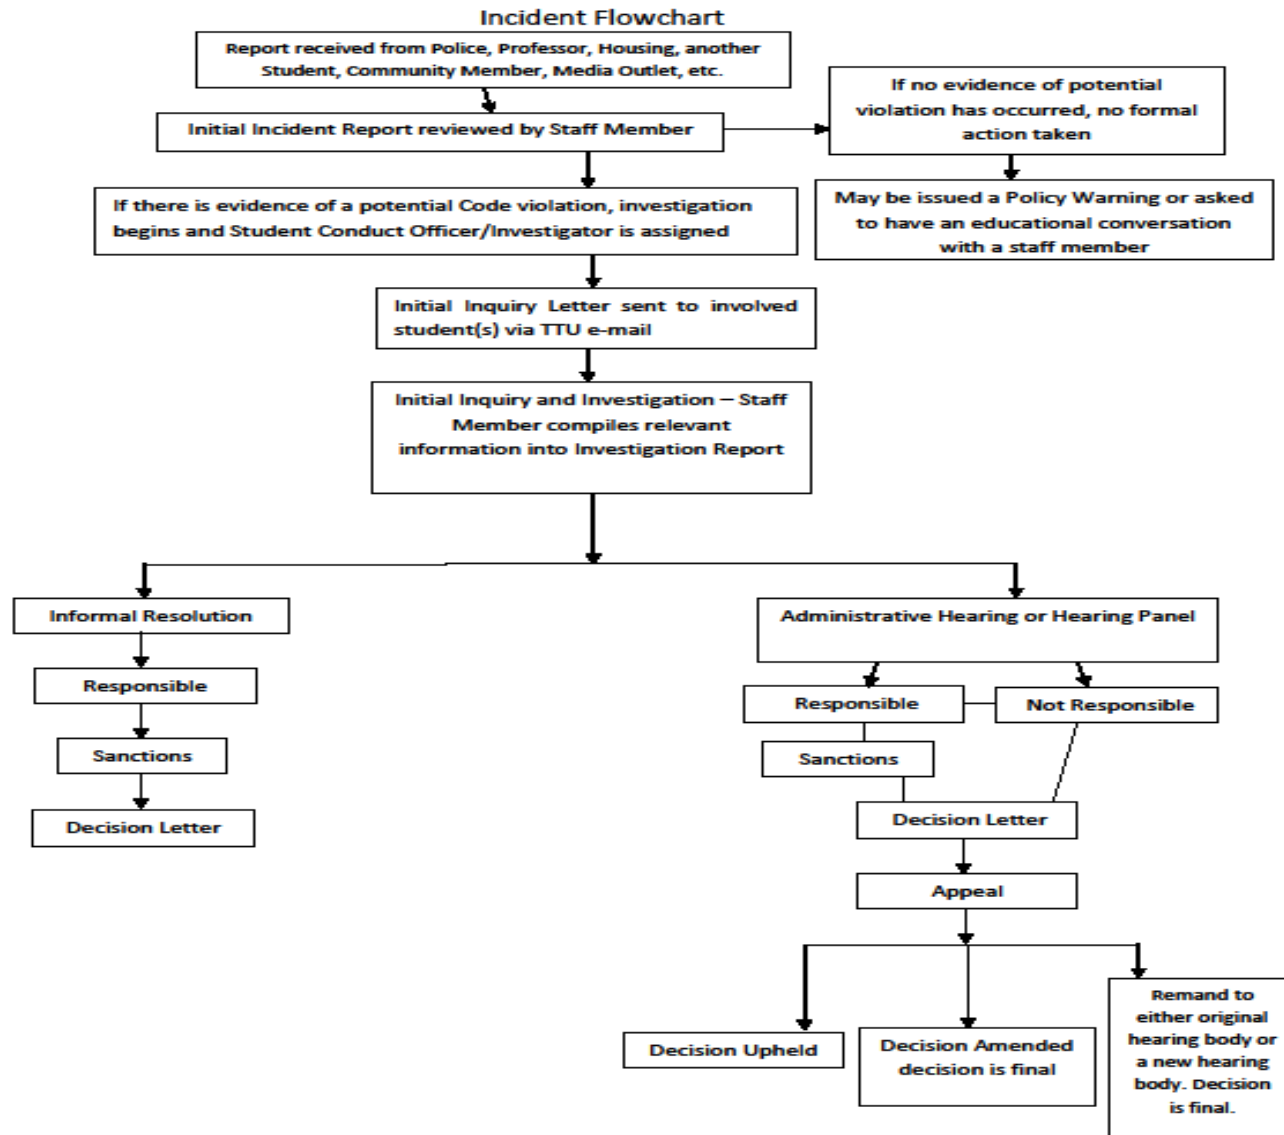 Incident Flowchart
Report received from Police, Professor, Housing, another
Student, Community Member, Media Outlet, etc.
If no evidence of potential
violation has occurred, no formal
action taken
Initial Incident Report reviewed by Staff Member
May be issued a Policy Warning or asked
to have an educational conversation
with a staff member
If there is evidence of a potential Code violation, investigation
begins and Student Conduct Officer/Investigator is assigned
Initial Inquiry Letter sent to involved
student(s) via TTU e-mail
Initial Inquiry and Investigation – Staff
Member compiles relevant
information into Investigation Report
Informal Resolution
Responsible
Sanctions
Decision Letter
Administrative Hearing or Hearing Panel
Responsible
Not Responsible
Sanctions
Decision Letter
Appeal
Decision Upheld
Decision Amended
decision is final
Remand to
either original
hearing body or
a new hearing
body. Decision
is final.